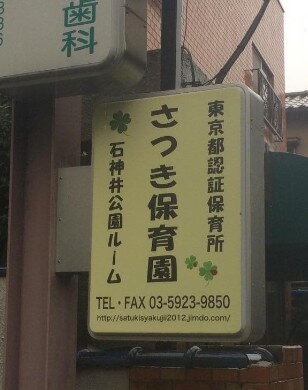 歯科
東京都認証保育所
さつき保育園
石神井公園ルーム
TEL・FAX 03-5923-9850
http://satukisyakujii2012.jimdo.com/